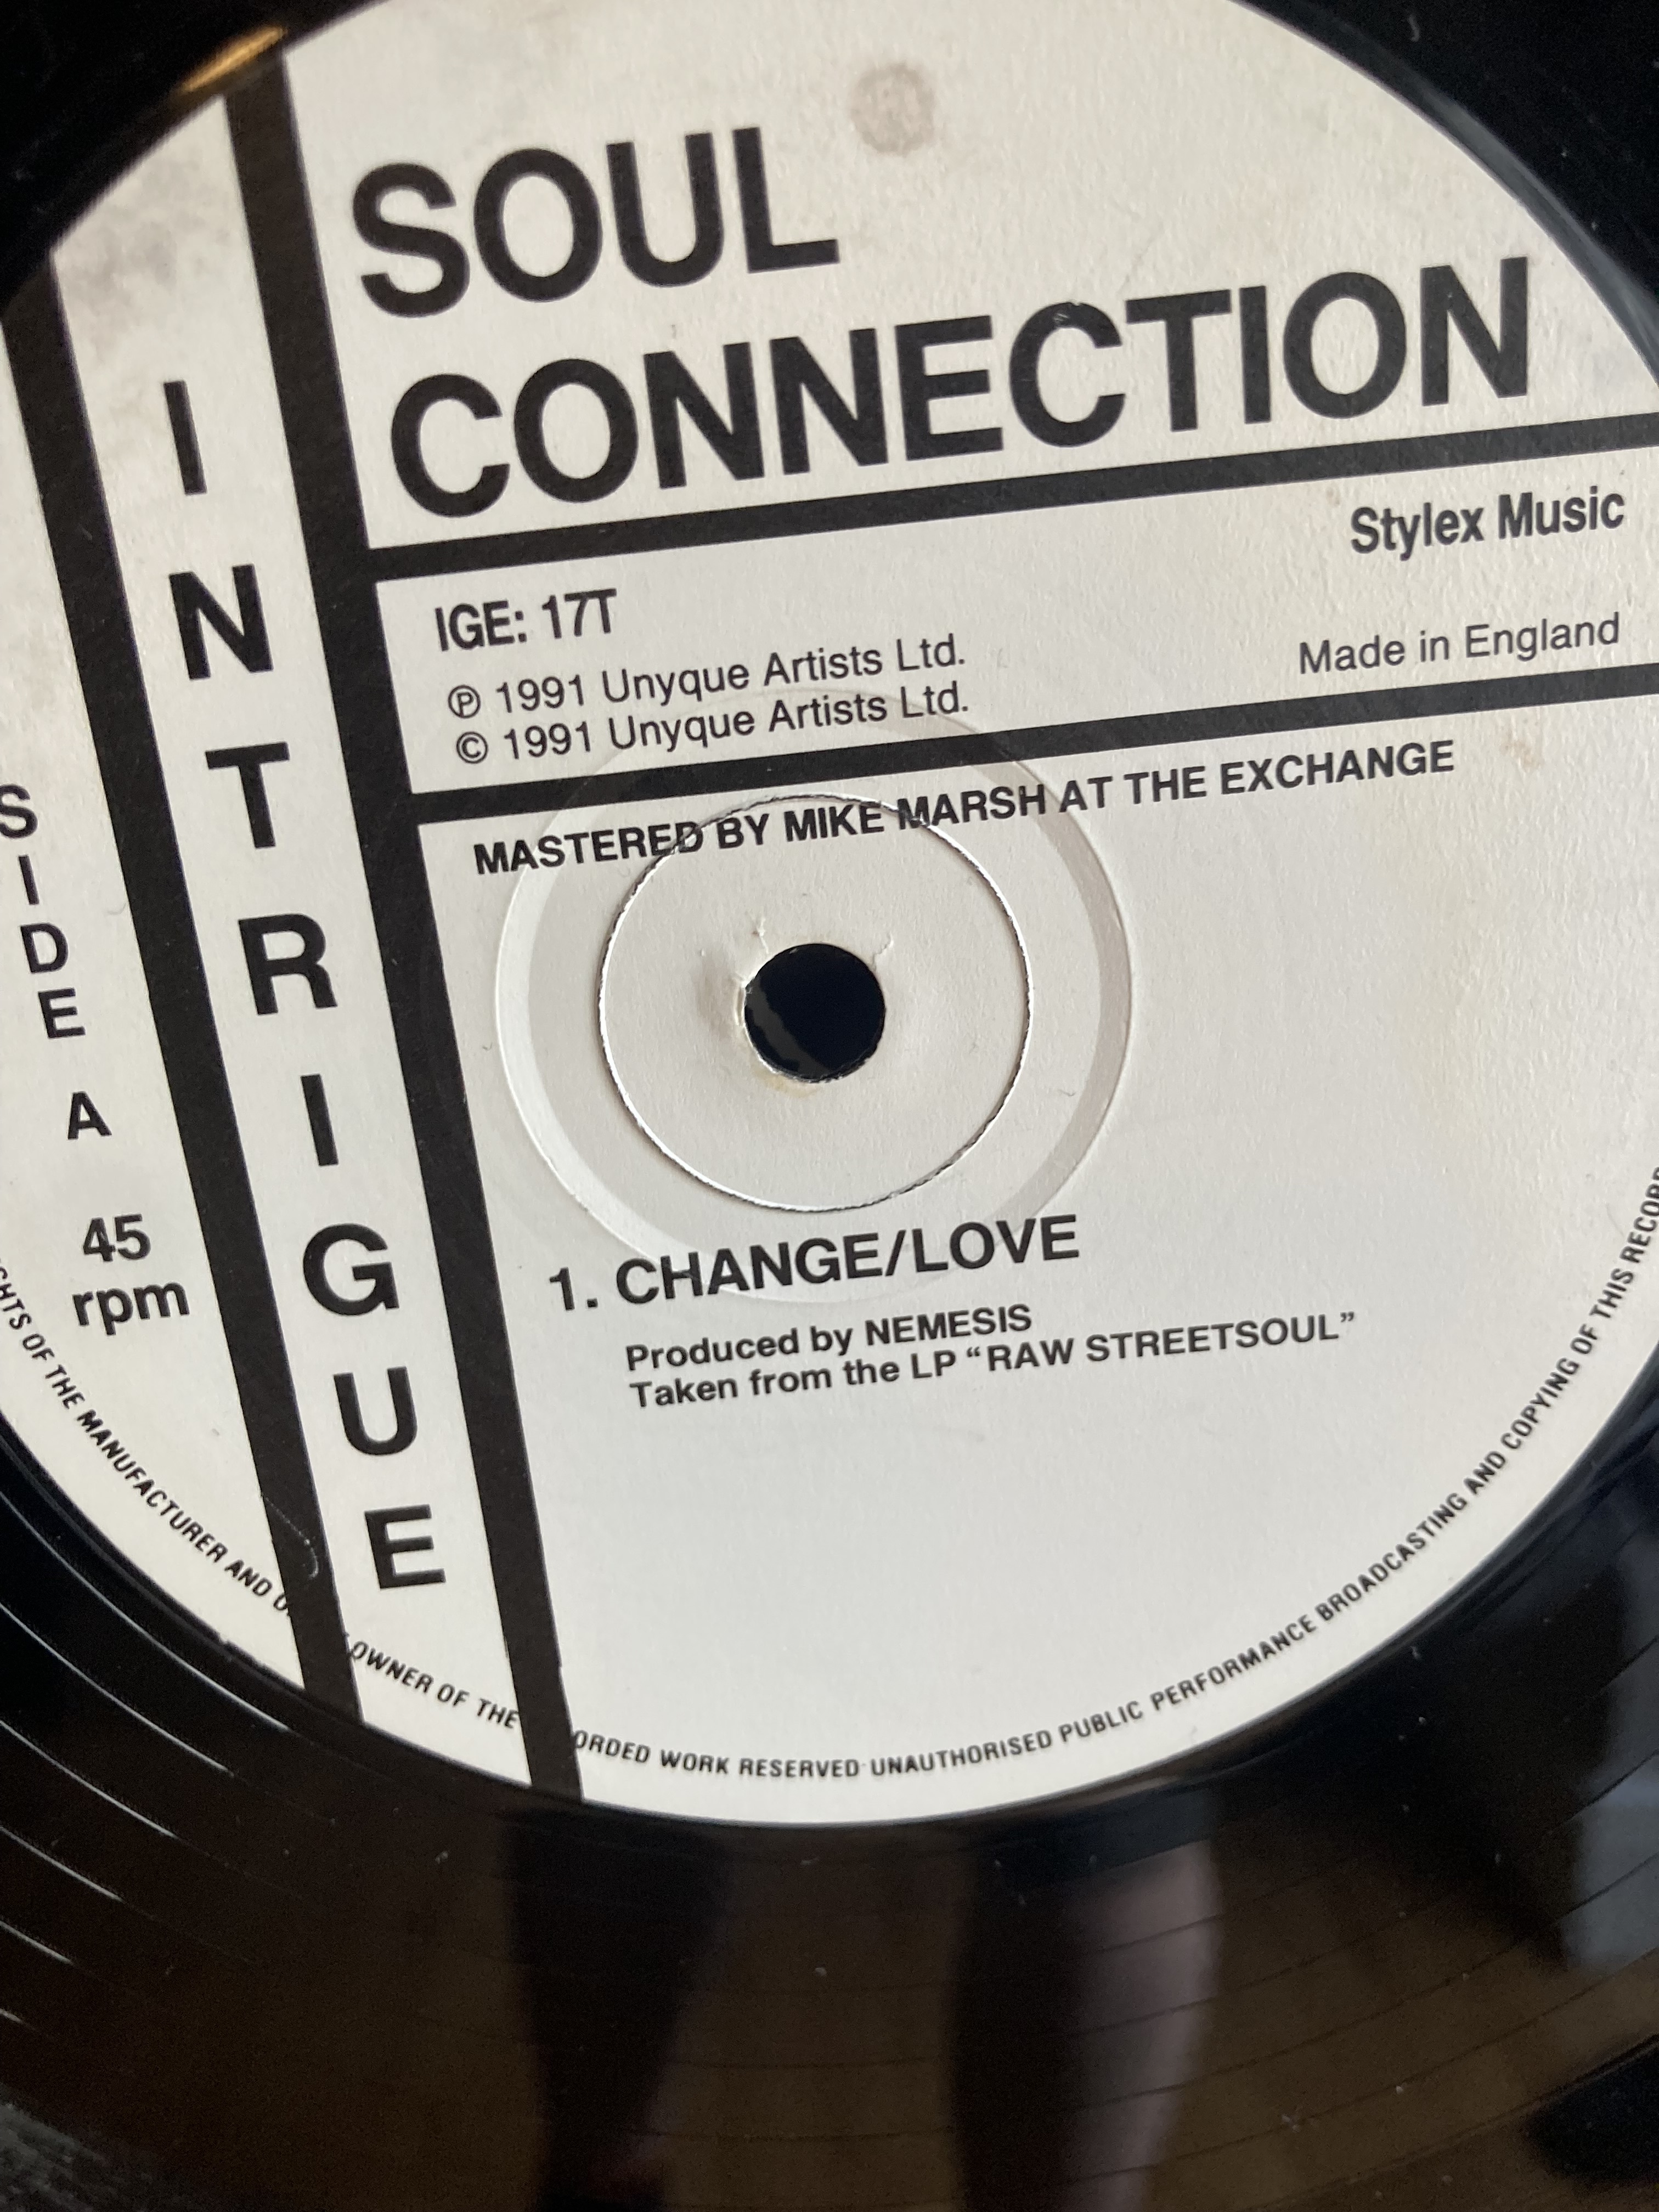 SOUL
CONNECTION
Stylex Music
IGE: 17T
Ⓟ 1991 Unyque Artists Ltd.
© 1991 Unyque Artists Ltd.
Made in England
MASTERED BY MIKE MARSH AT THE EXCHANGE
INTRIGUE
SIDE A
45
rpm
1. CHANGE/LOVE
Produced by NEMESIS
Taken from the LP “RAW STREETSOUL”
OF THE MANUFACTURER AND OWNER OF THE WORK RESERVED UNAUTHORISED PUBLIC PERFORMANCE BROADCASTING AND COPYING OF THIS RECORD